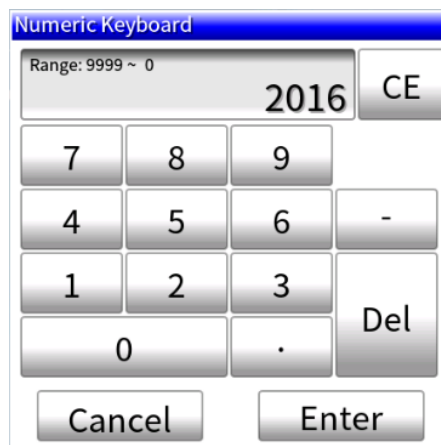 Numeric Keyboard
Range: 9999 ~ 0
2016
CE
7 8 9
4 5 6 -
1 2 3
Del
0 .
Cancel Enter